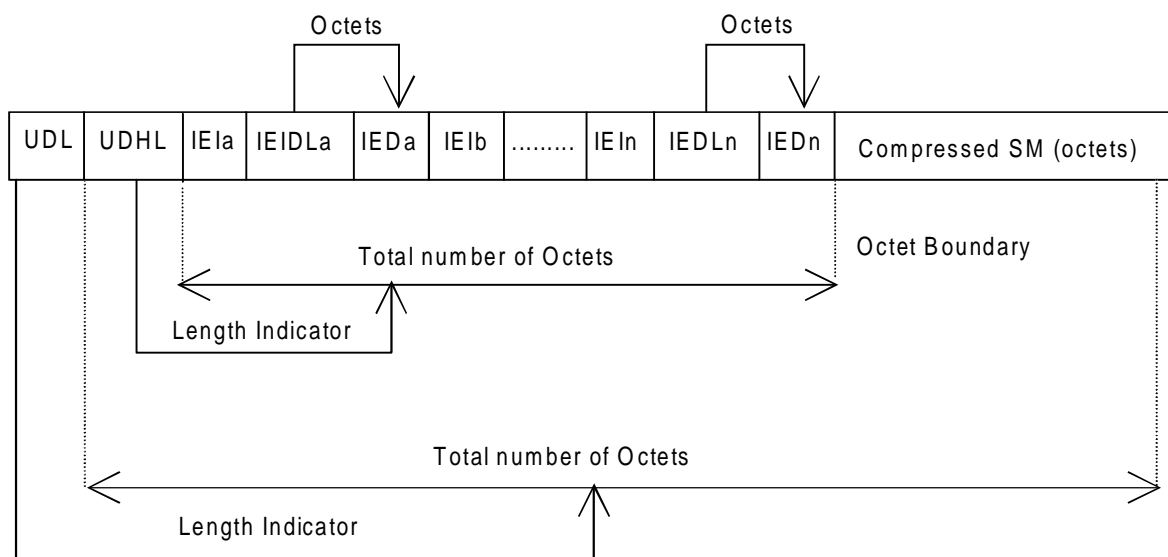 Octets Octets
UDL UDHL IEIa IEIDLa IEDa IEIb ......... IEIn IEDLn IEDn Compressed SM (octets)
Total number of Octets
Octet Boundary
Length Indicator
Total number of Octets
Length Indicator